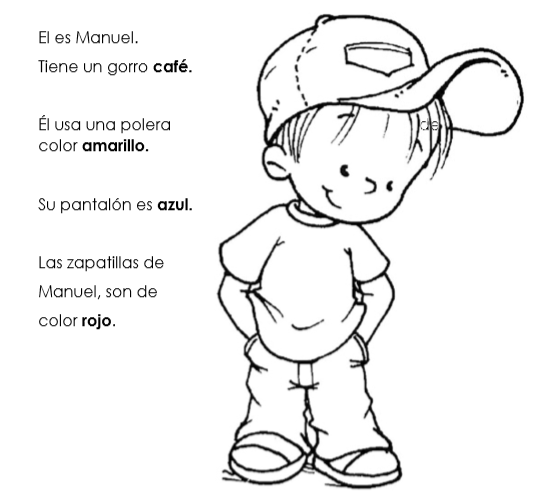 El es Manuel.
Tiene un gorro café.
Él usa una polera
color amarillo.
Su pantalón es azul.
Las zapatillas de
Manuel, son de
color rojo.
de